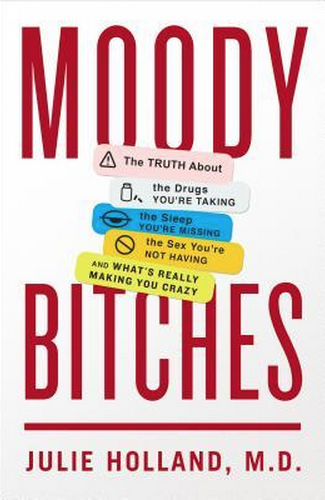 MOODY
The TRUTH About
the Drugs
YOU'RE TAKING
the Sleep
YOU'RE MISSING
the Sex You're
NOT HAVING
AND WHAT'S REALLY
MAKING YOU CRAZY
BITCHES
JULIE HOLLAND, M.D.